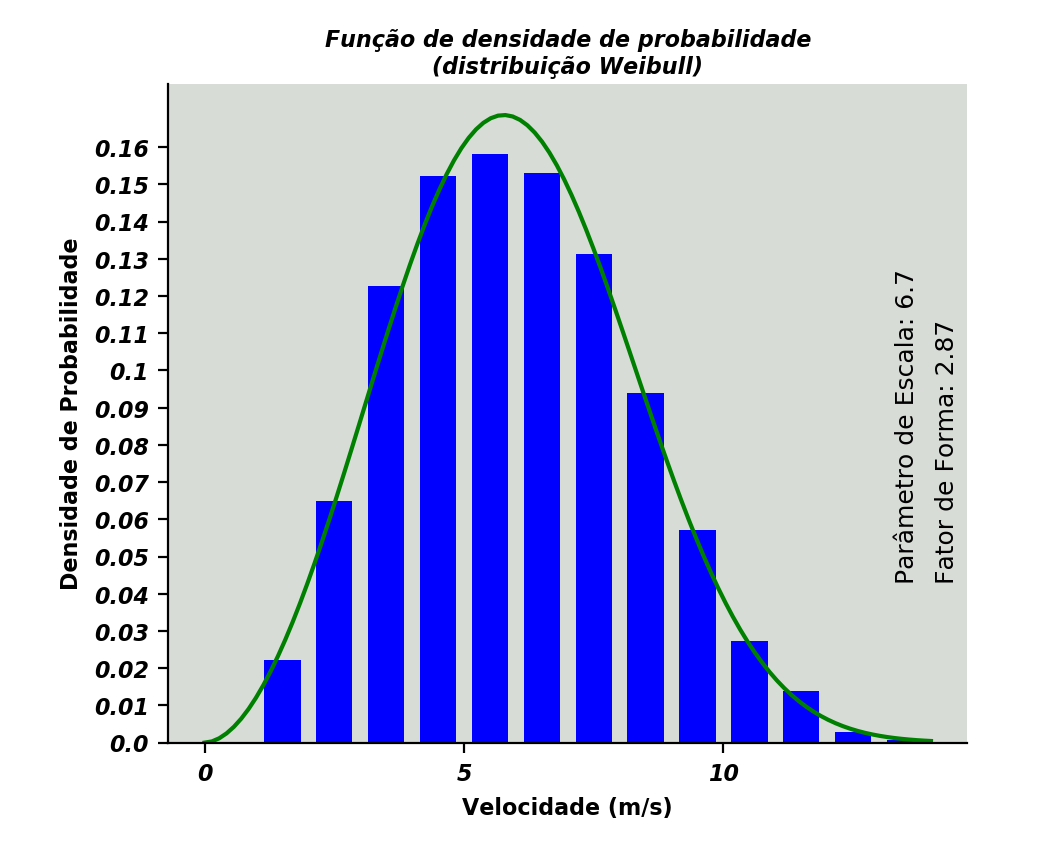 Função de densidade de probabilidade
(distribuição Weibull)
Densidade de Probabilidade
0.16
0.15
0.14
0.13
0.12
0.11
0.1
0.09
0.08
0.07
0.06
0.05
0.04
0.03
0.02
0.01
0.0
Parâmetro de Escala: 6.7
Fator de Forma: 2.87
0 5 10
Velocidade (m/s)